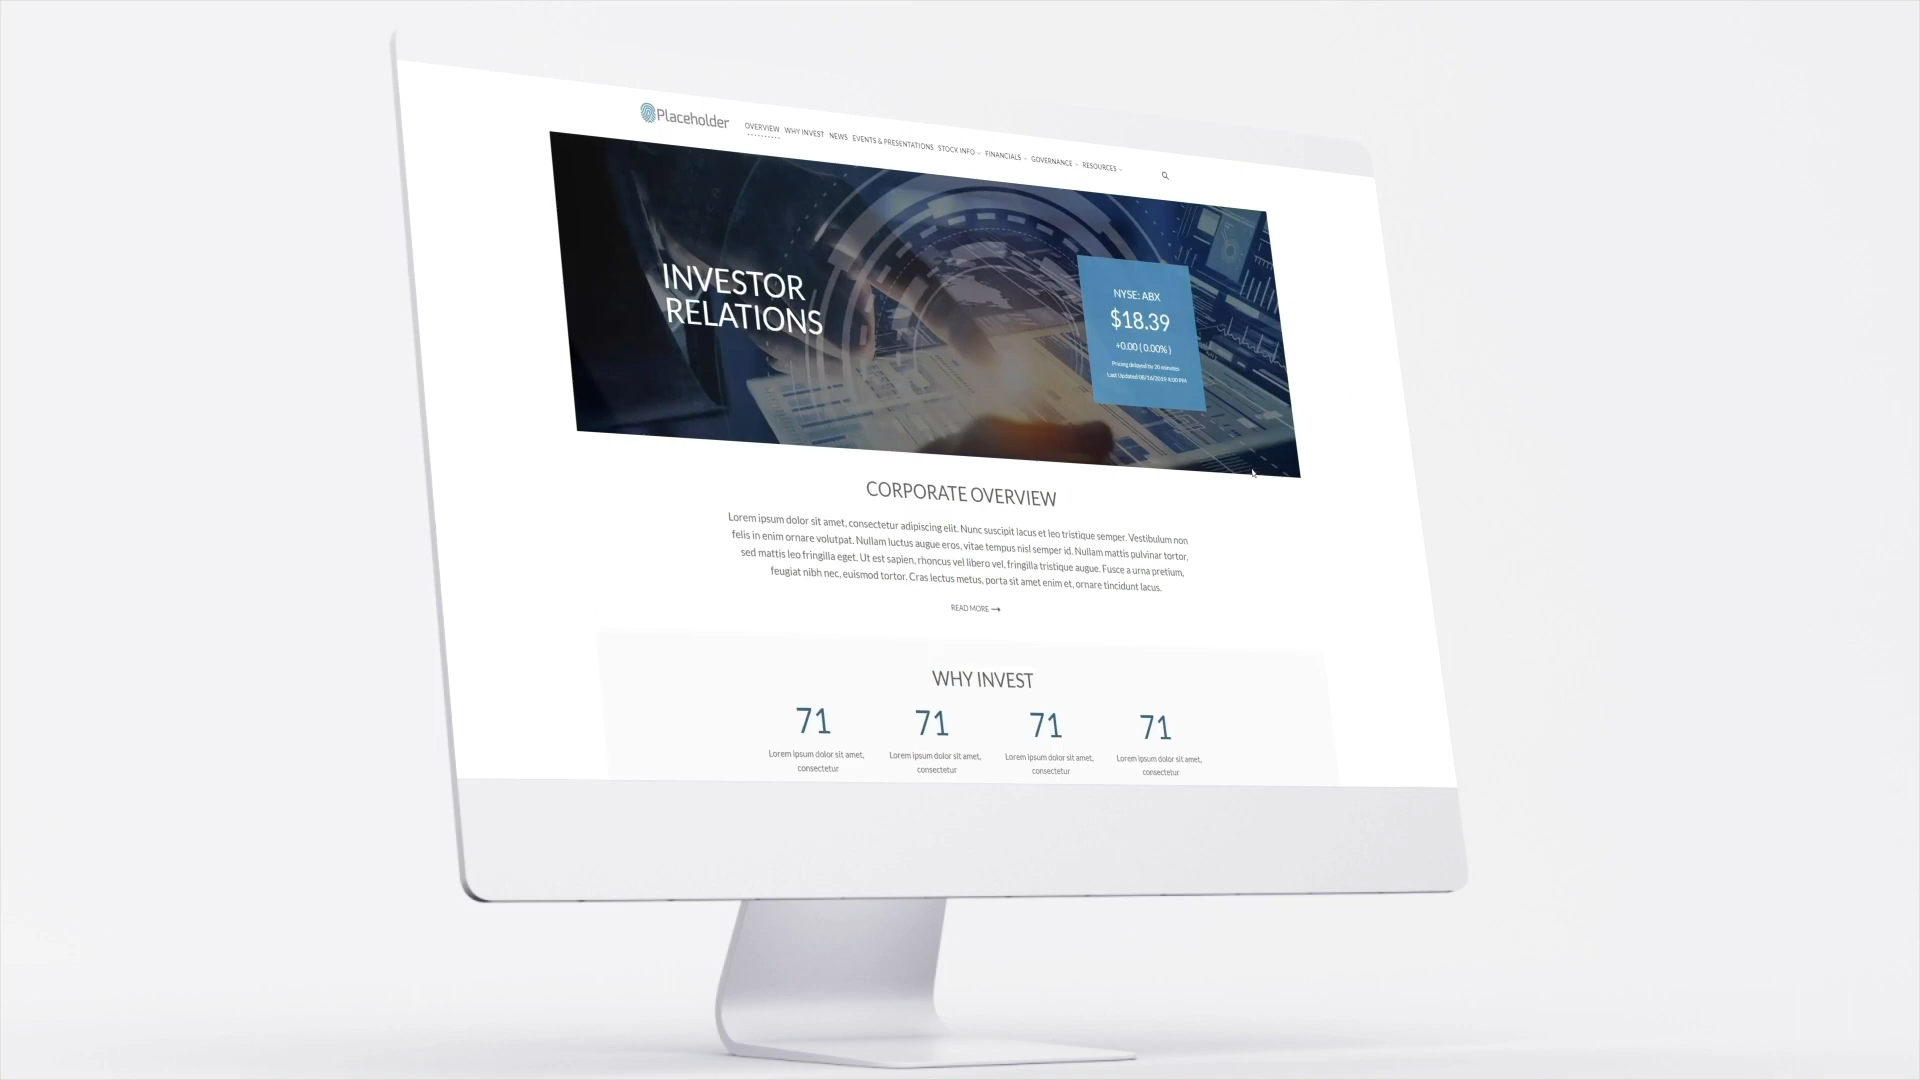 Placeholder
OVERVIEW WHY INVEST NEWS EVENTS & PRESENTATIONS STOCK INFO FINANCIALS GOVERNANCE RESOURCES
INVESTOR
RELATIONS
NYSE: ABX
$18.39
+0.00 ( 0.00% )
Pricing delayed by 20 minutes
Last Updated 08/16/2019 4:00 PM
CORPORATE OVERVIEW
Lorem ipsum dolor sit amet, consectetur adipiscing elit. Nunc suscipit lacus et leo tristique semper. Vestibulum non
felis in enim ornare volutpat. Nullam luctus augue eros, vitae tempus nisl semper id. Nullam mattis pulvinar tortor,
sed mattis leo fringilla eget. Ut est sapien, rhoncus vel libero vel, fringilla tristique augue. Fusce a urna pretium,
feugiat nibh nec, euismod tortor. Cras lectus metus, porta sit amet enim et, ornare tincidunt lacus.
READ MORE →
WHY INVEST
71 71 71 71
Lorem ipsum dolor sit amet, Lorem ipsum dolor sit amet, Lorem ipsum dolor sit amet, Lorem ipsum dolor sit amet,
consectetur consectetur consectetur consectetur